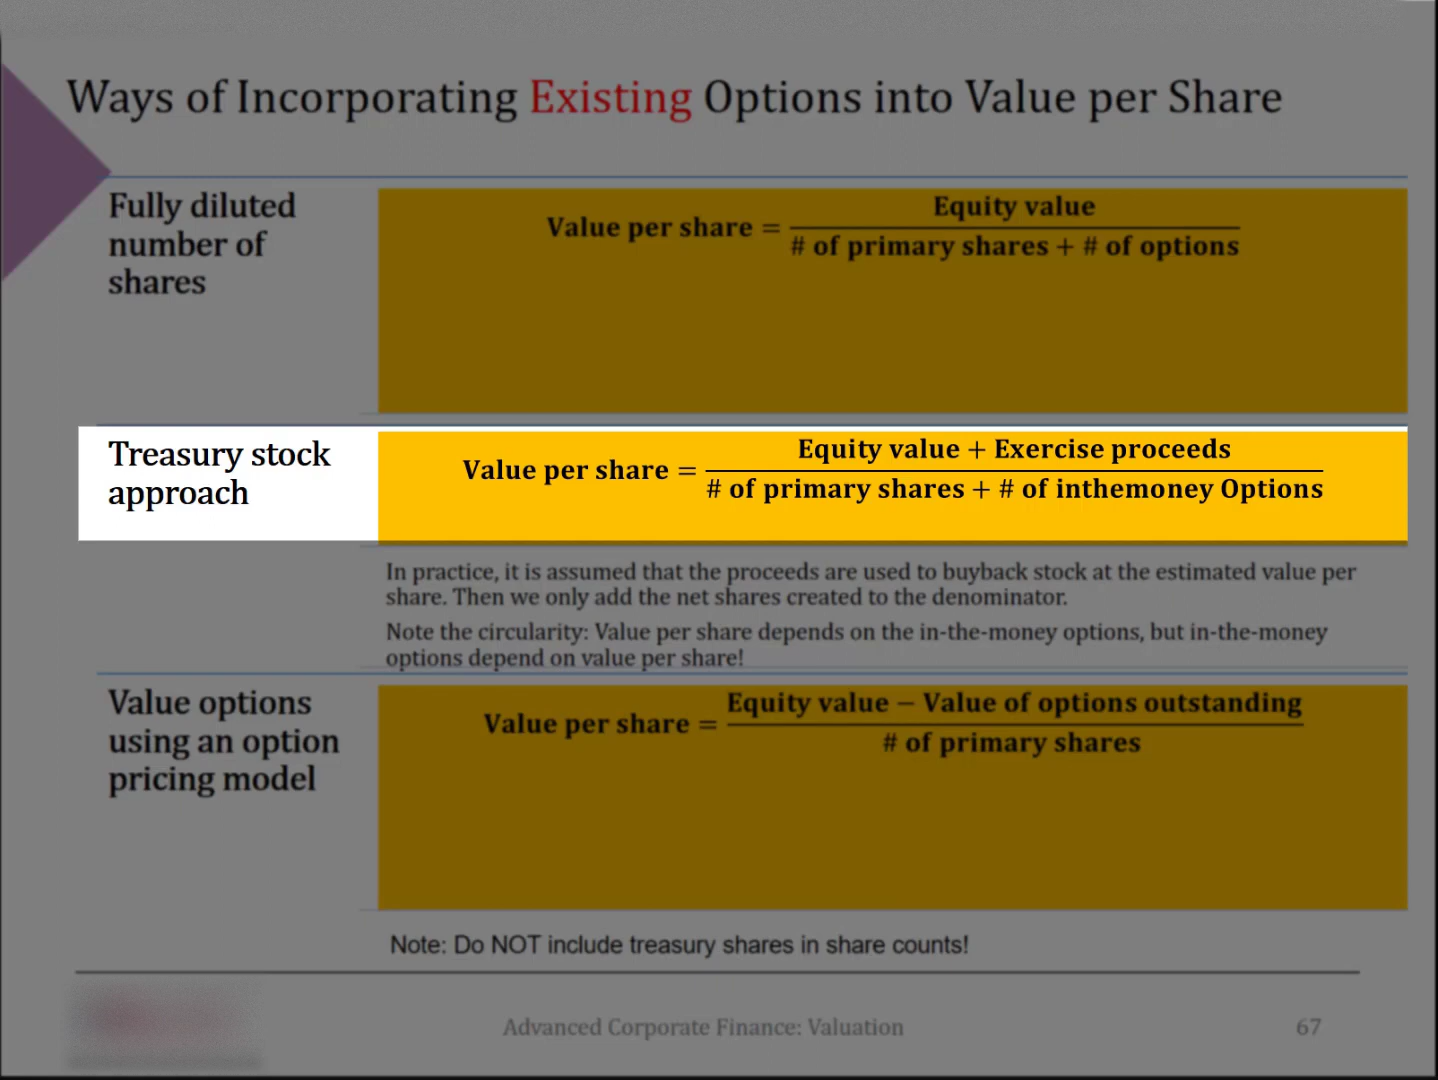 Ways of Incorporating Existing Options into Value per Share
Fully diluted
number of
shares
Value per share = Equity value / # of primary shares + # of options
Treasury stock
approach
Value per share = Equity value + Exercise proceeds / # of primary shares + # of inthemoney Options
In practice, it is assumed that the proceeds are used to buyback stock at the estimated value per
share. Then we only add the net shares created to the denominator.
Note the circularity: Value per share depends on the in-the-money options, but in-the-money
options depend on value per share!
Value options
using an option
pricing model
Value per share = Equity value − Value of options outstanding / # of primary shares
Note: Do NOT include treasury shares in share counts!
Advanced Corporate Finance: Valuation
67